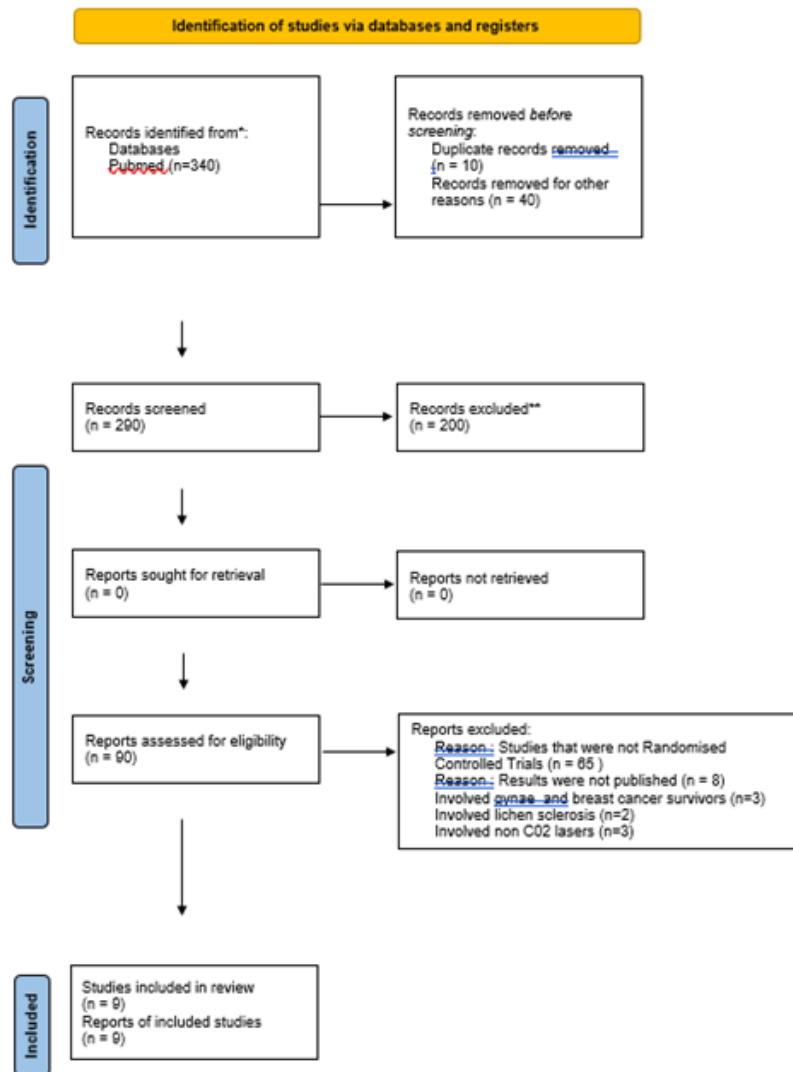 Identification of studies via databases and registers
Identification
Records identified from*:
Databases
Pubmed (n=340)
Records removed before
screening:
Duplicate records removed
(n = 10)
Records removed for other
reasons (n = 40)
Screening
Records screened
(n = 290)
Records excluded**
(n = 200)
Reports sought for retrieval
(n = 0)
Reports not retrieved
(n = 0)
Reports assessed for eligibility
(n = 90)
Reports excluded:
Reason : Studies that were not Randomised
Controlled Trials (n = 65 )
Reason : Results were not published (n = 8)
Involved gynae and breast cancer survivors (n=3)
Involved lichen sclerosis (n=2)
Involved non C02 lasers (n=3)
Included
Studies included in review
(n = 9)
Reports of included studies
(n = 9)